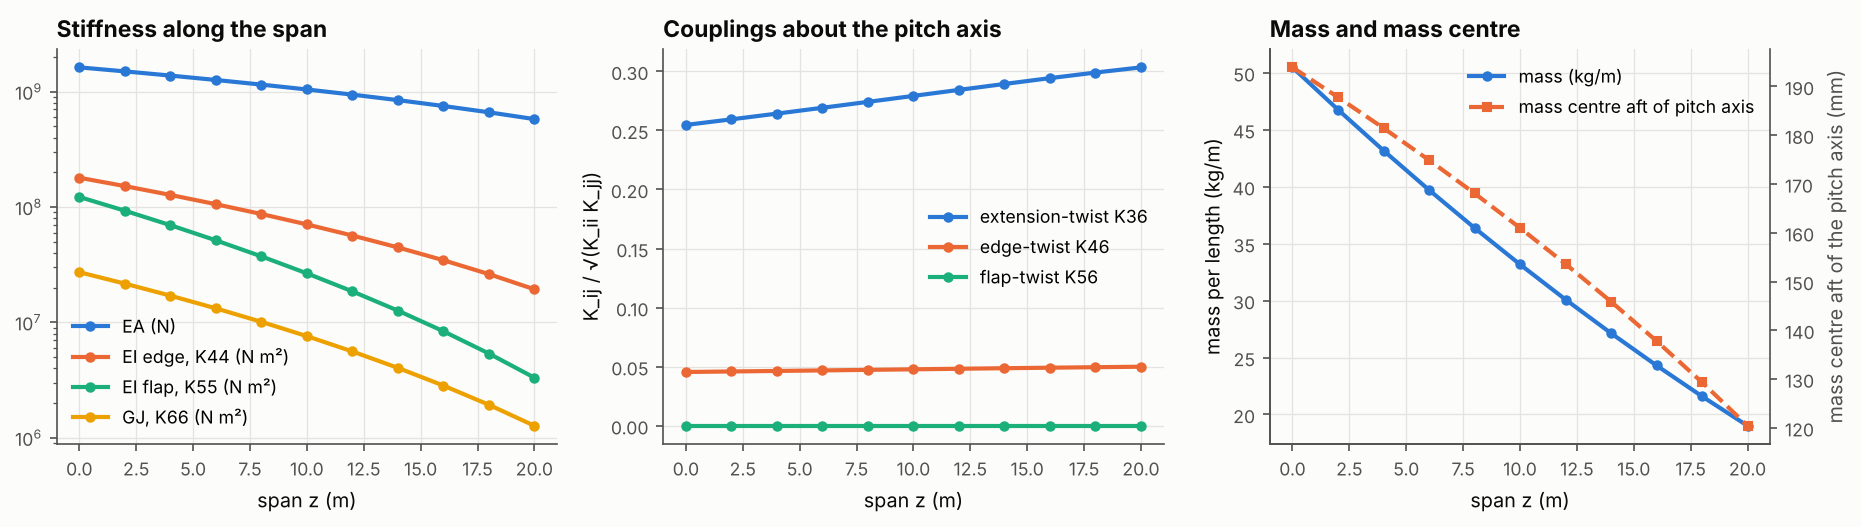 Stiffness along the span
10⁹
10⁸
10⁷
10⁶
EA (N)
EI edge, K44 (N m²)
EI flap, K55 (N m²)
GJ, K66 (N m²)
0.0 2.5 5.0 7.5 10.0 12.5 15.0 17.5 20.0
span z (m)
Couplings about the pitch axis
K_ij / √(K_ii K_jj)
0.30
0.25
0.20
0.15
0.10
0.05
0.00
extension-twist K36
edge-twist K46
flap-twist K56
0.0 2.5 5.0 7.5 10.0 12.5 15.0 17.5 20.0
span z (m)
Mass and mass centre
mass per length (kg/m)
50
45
40
35
30
25
20
mass (kg/m)
mass centre aft of pitch axis
0.0 2.5 5.0 7.5 10.0 12.5 15.0 17.5 20.0
span z (m)
190
180
170
160
150
140
130
120
mass centre aft of the pitch axis (mm)